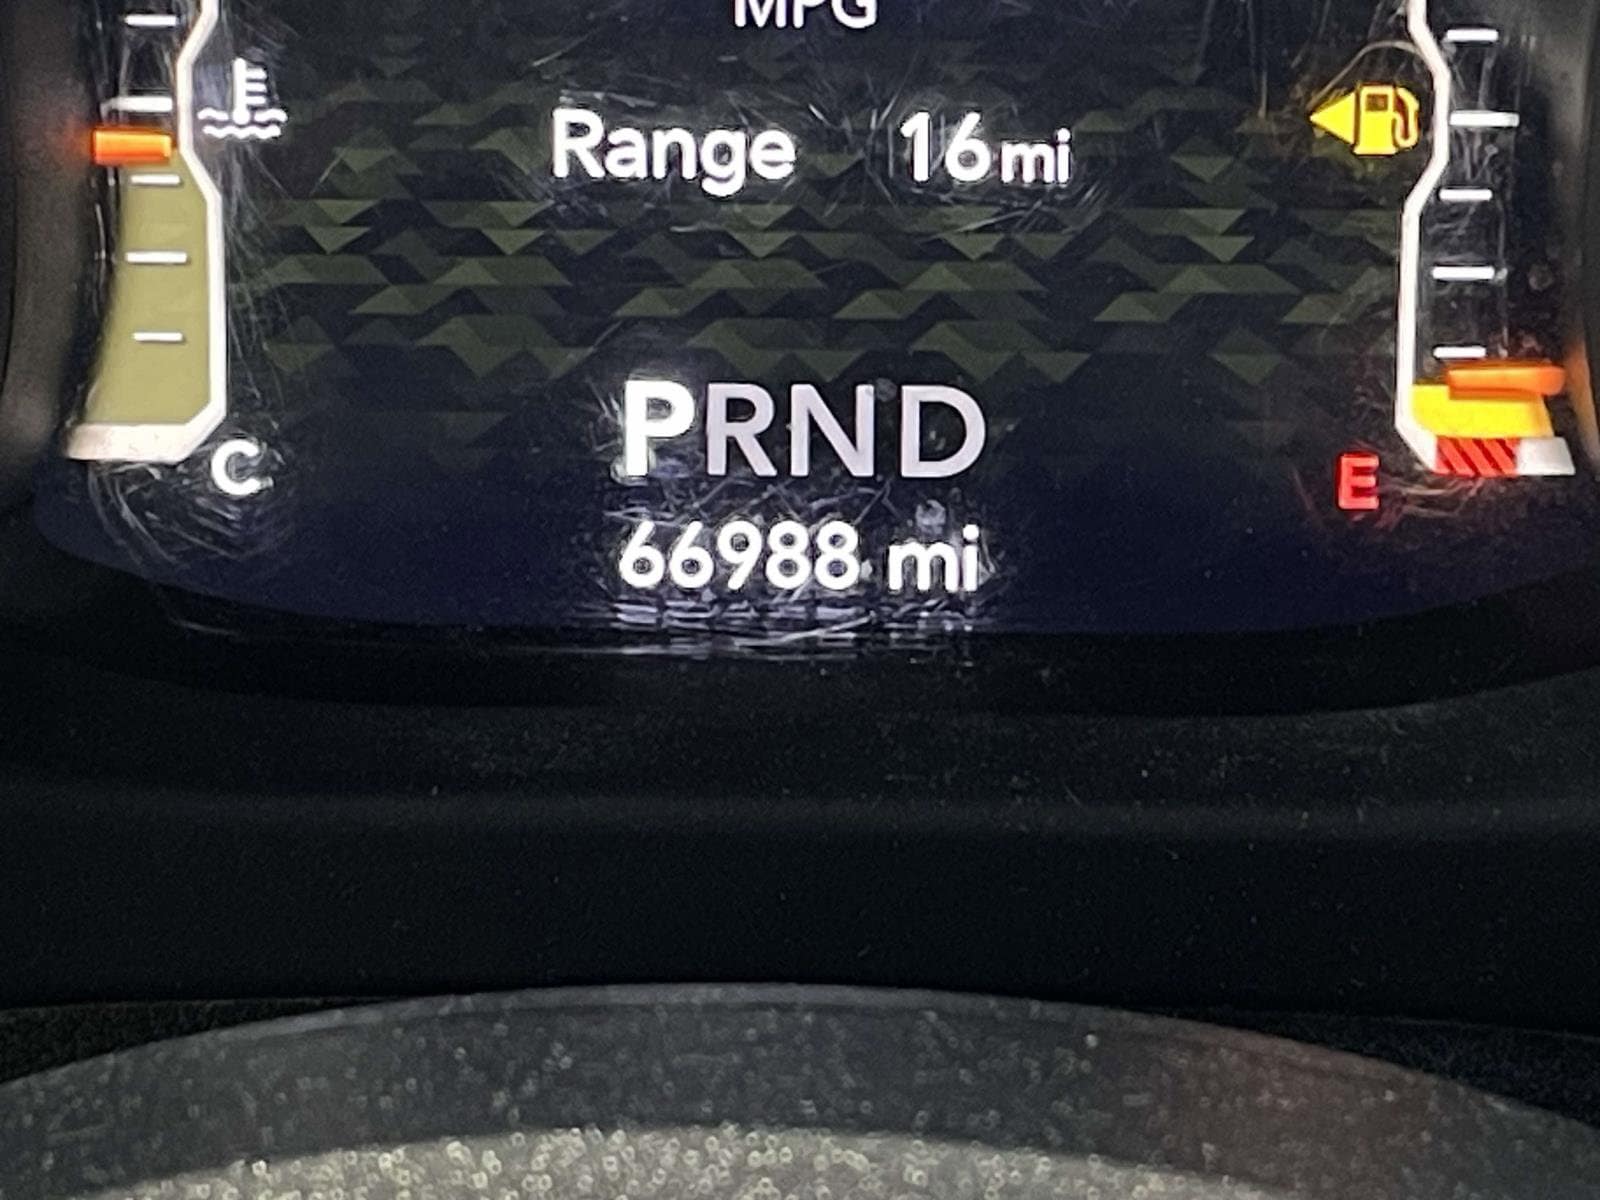 MPG
Range 16 mi
PRND
C
E
66988 mi